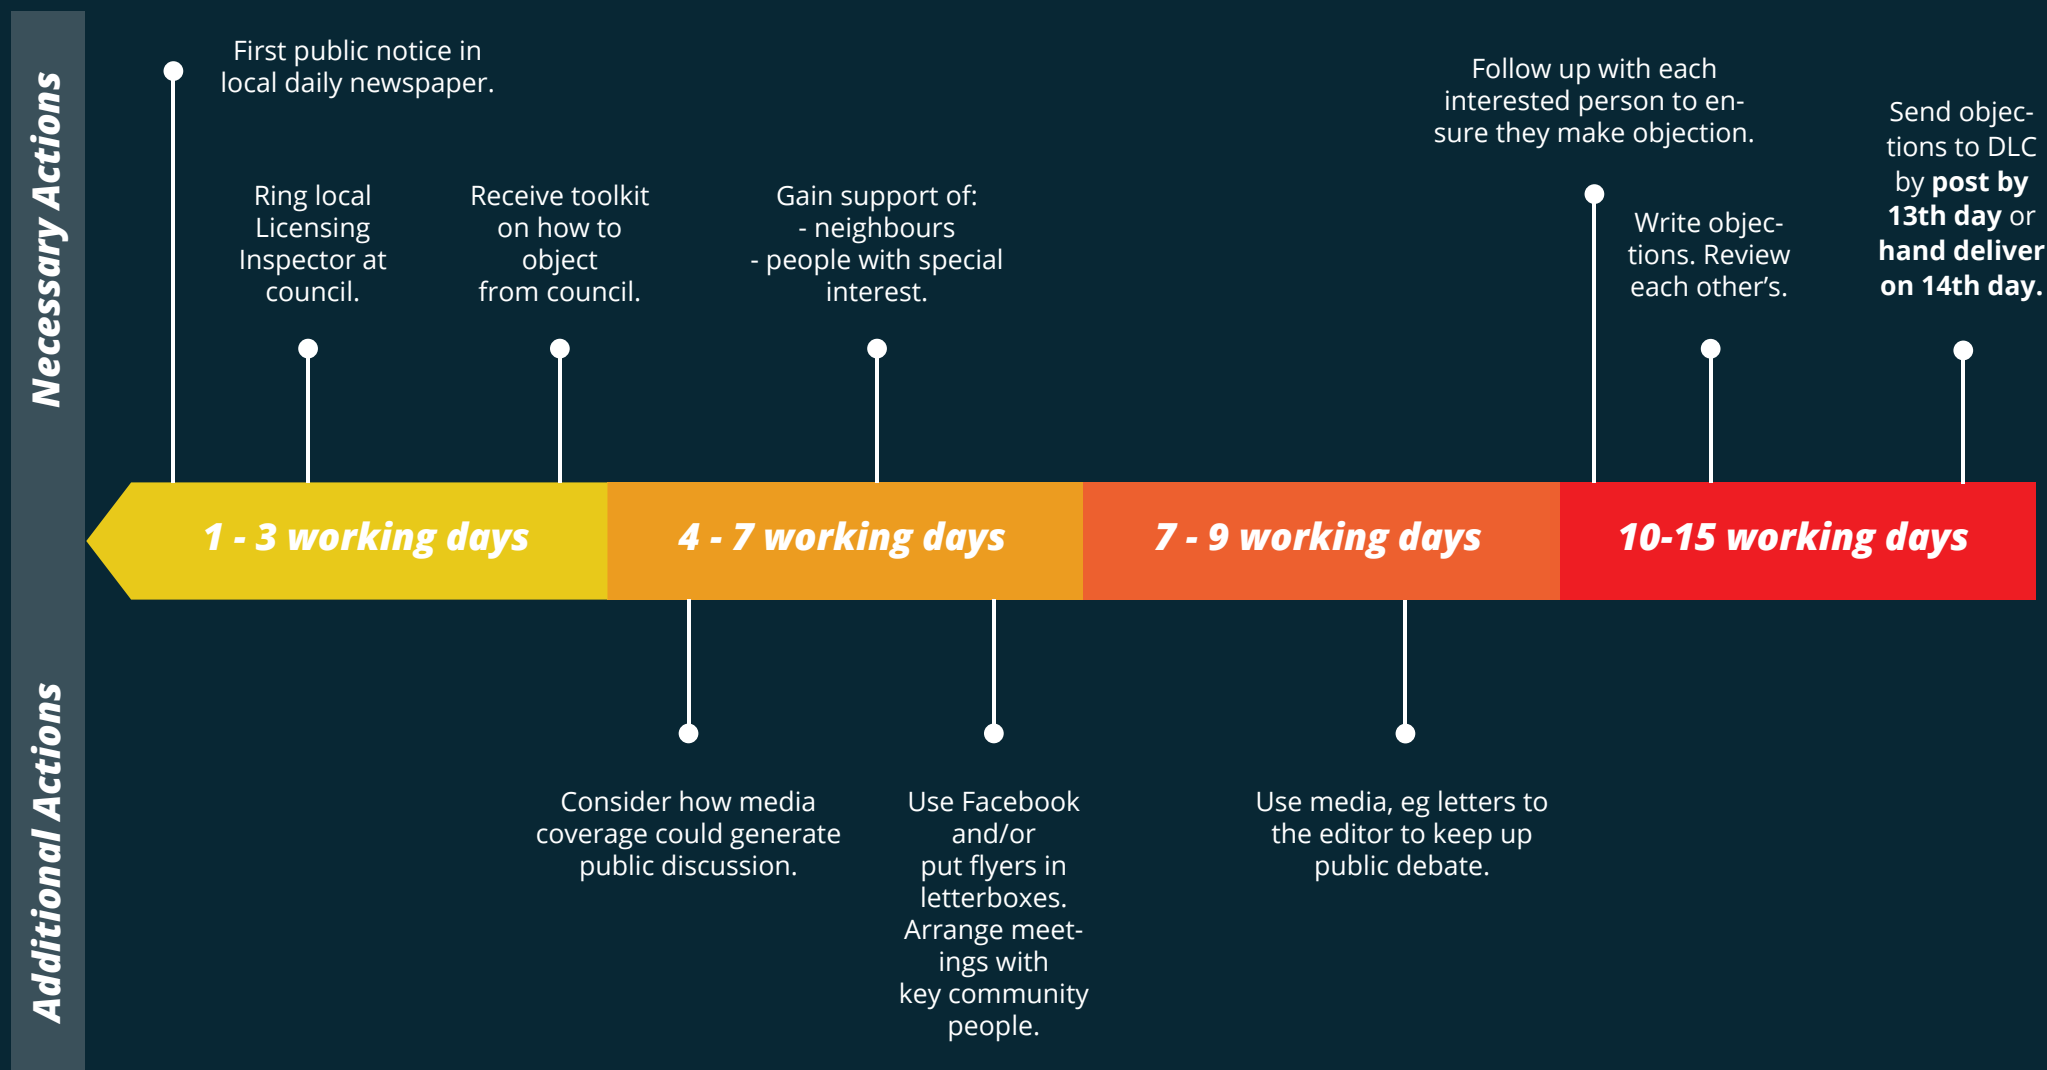 Necessary Actions
First public notice in
local daily newspaper.
Ring local
Licensing
Inspector at
council.
Receive toolkit
on how to
object
from council.
Gain support of:
- neighbours
- people with special
interest.
Follow up with each
interested person to en-
sure they make objection.
Write objec-
tions. Review
each other’s.
Send objec-
tions to DLC
by post by
13th day or
hand deliver
on 14th day.
1 - 3 working days
4 - 7 working days
7 - 9 working days
10-15 working days
Additional Actions
Consider how media
coverage could generate
public discussion.
Use Facebook
and/or
put flyers in
letterboxes.
Arrange meet-
ings with
key community
people.
Use media, eg letters to
the editor to keep up
public debate.